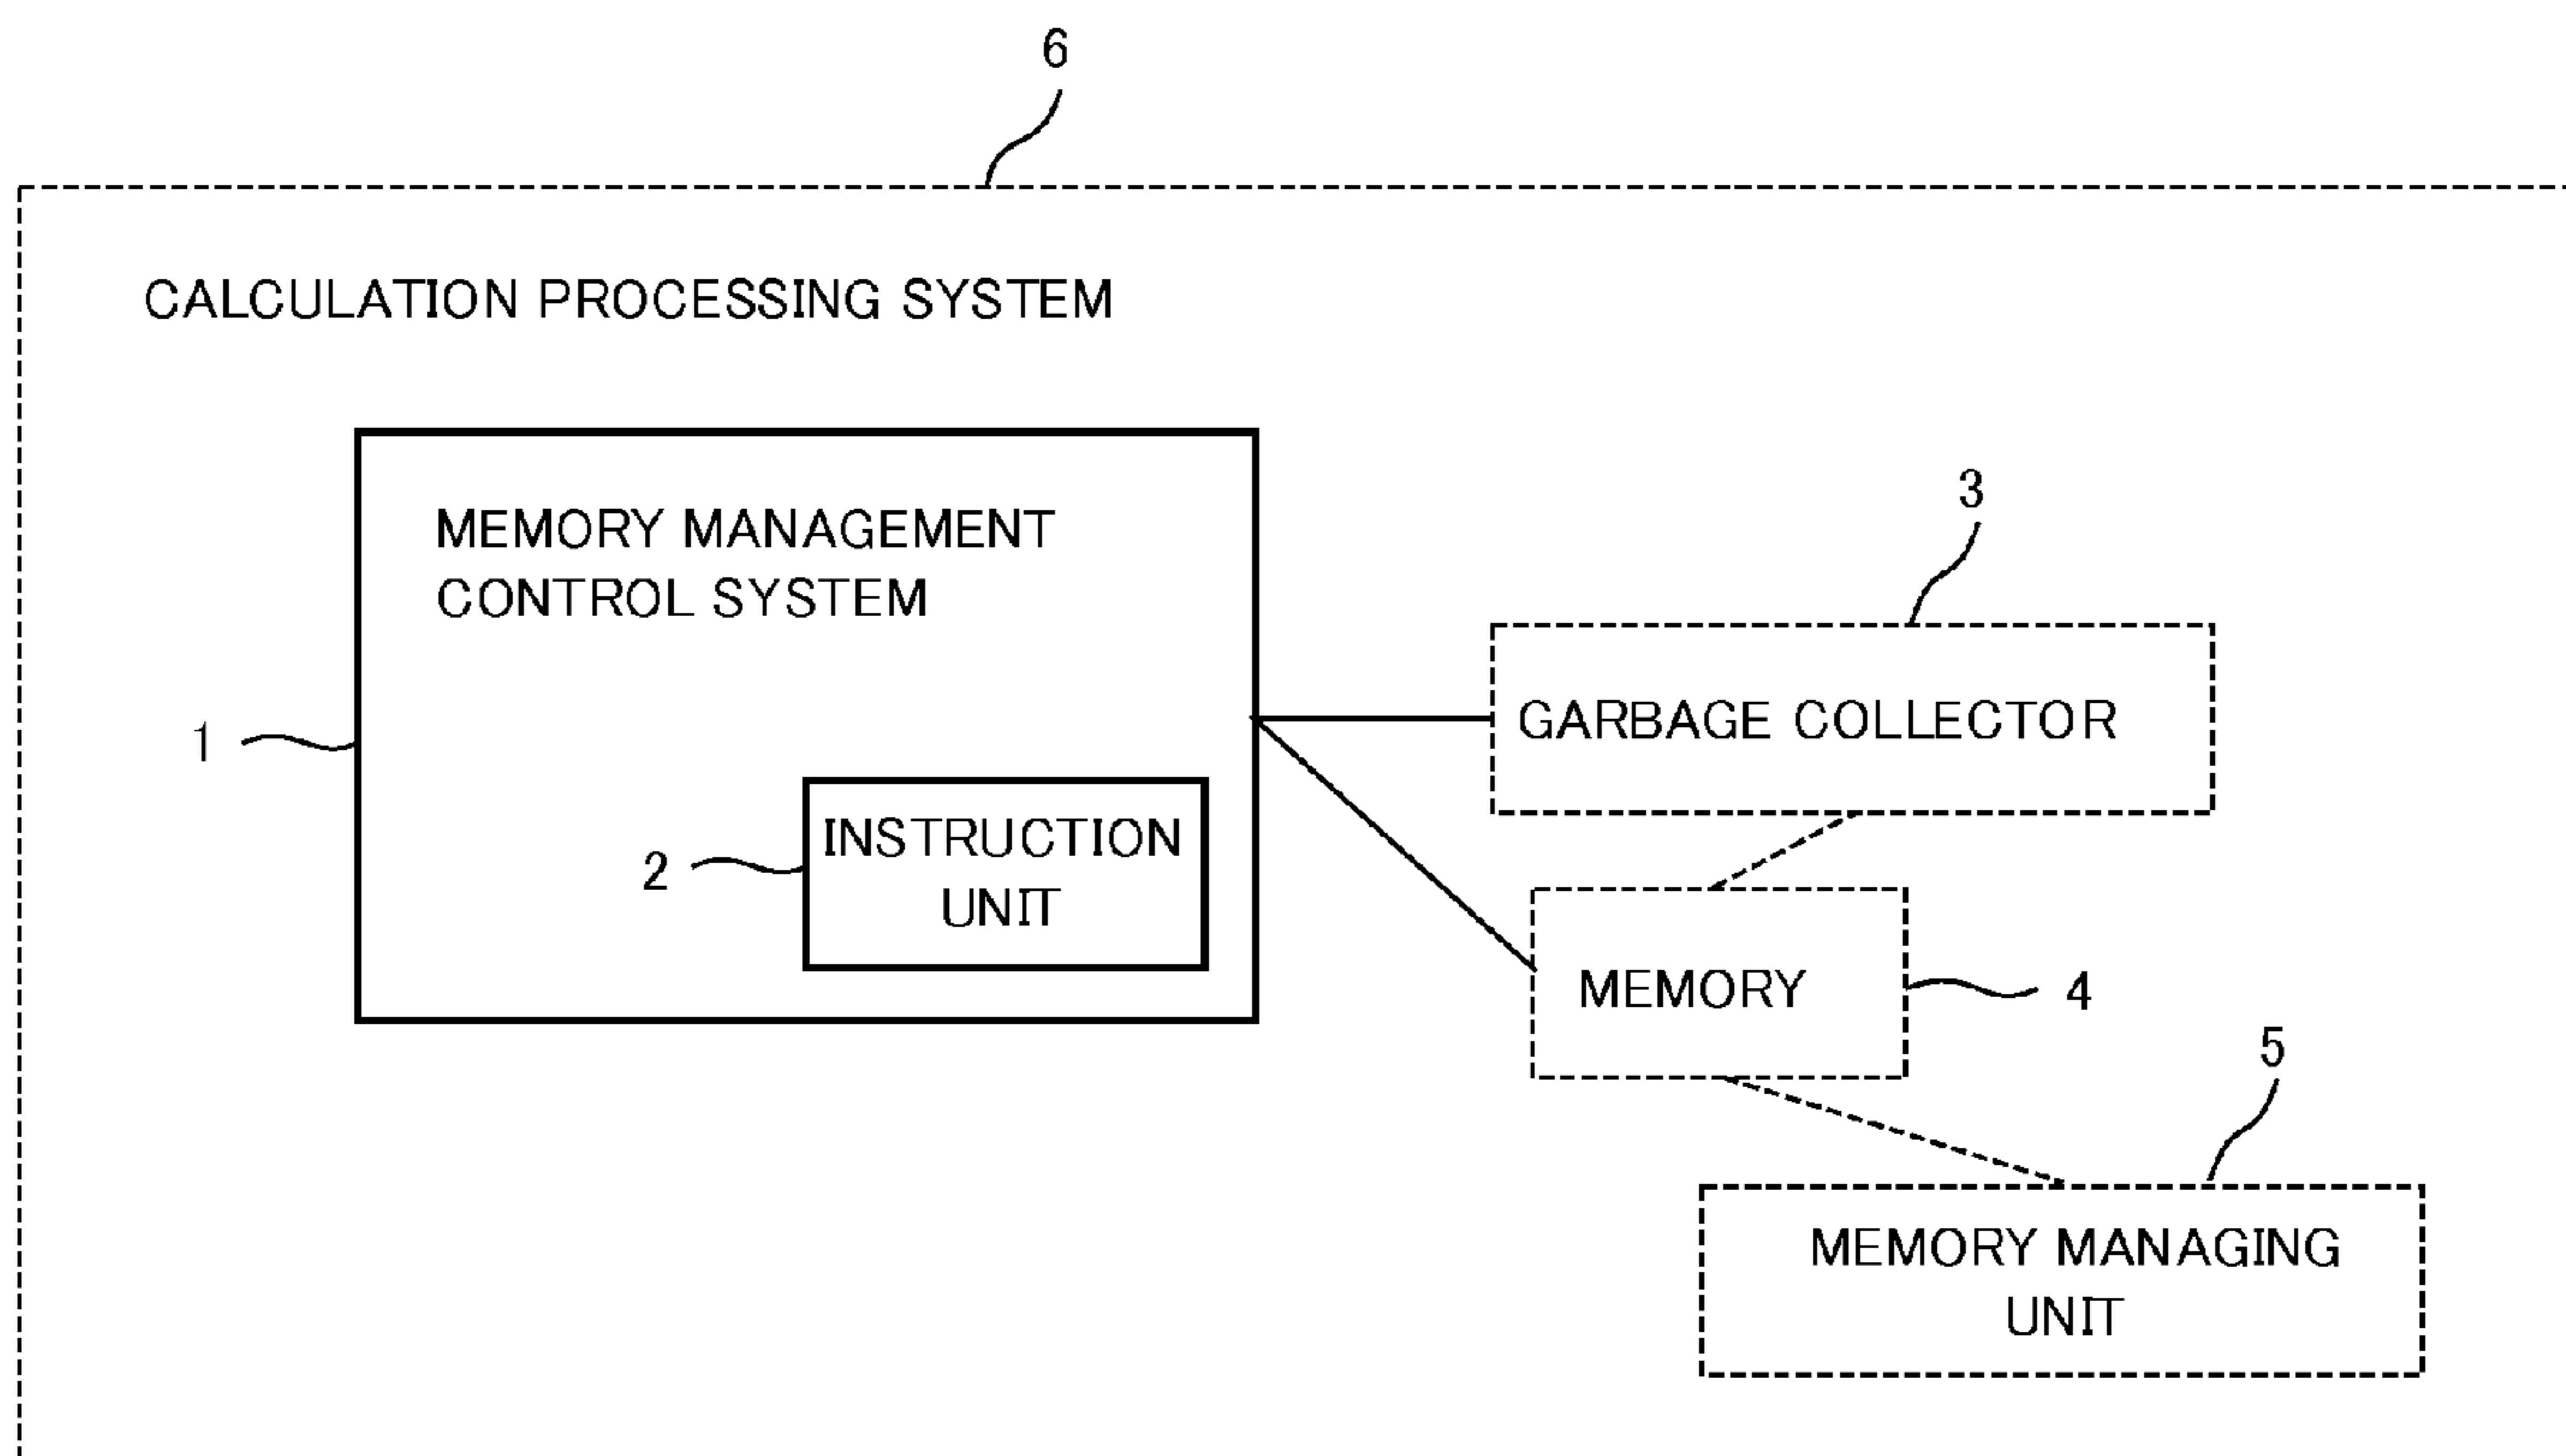 6
CALCULATION PROCESSING SYSTEM
MEMORY MANAGEMENT
CONTROL SYSTEM
3
1
GARBAGE COLLECTOR
2
INSTRUCTION
UNIT
MEMORY
4
5
MEMORY MANAGING
UNIT